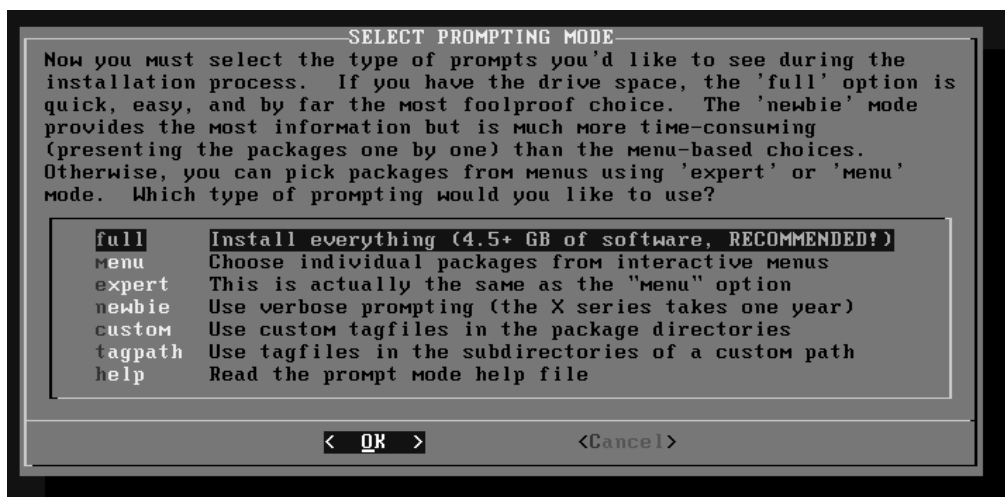 SELECT PROMPTING MODE
Now you must select the type of prompts you'd like to see during the
installation process.  If you have the drive space, the 'full' option is
quick, easy, and by far the most foolproof choice.  The 'newbie' mode
provides the most information but is much more time-consuming
(presenting the packages one by one) than the menu-based choices.
Otherwise, you can pick packages from menus using 'expert' or 'menu'
mode.  Which type of prompting would you like to use?
full Install everything (4.5+ GB of software, RECOMMENDED!)
menu Choose individual packages from interactive menus
expert This is actually the same as the "menu" option
newbie Use verbose prompting (the X series takes one year)
custom Use custom tagfiles in the package directories
tagpath Use tagfiles in the subdirectories of a custom path
help Read the prompt mode help file
< OK > <Cancel>